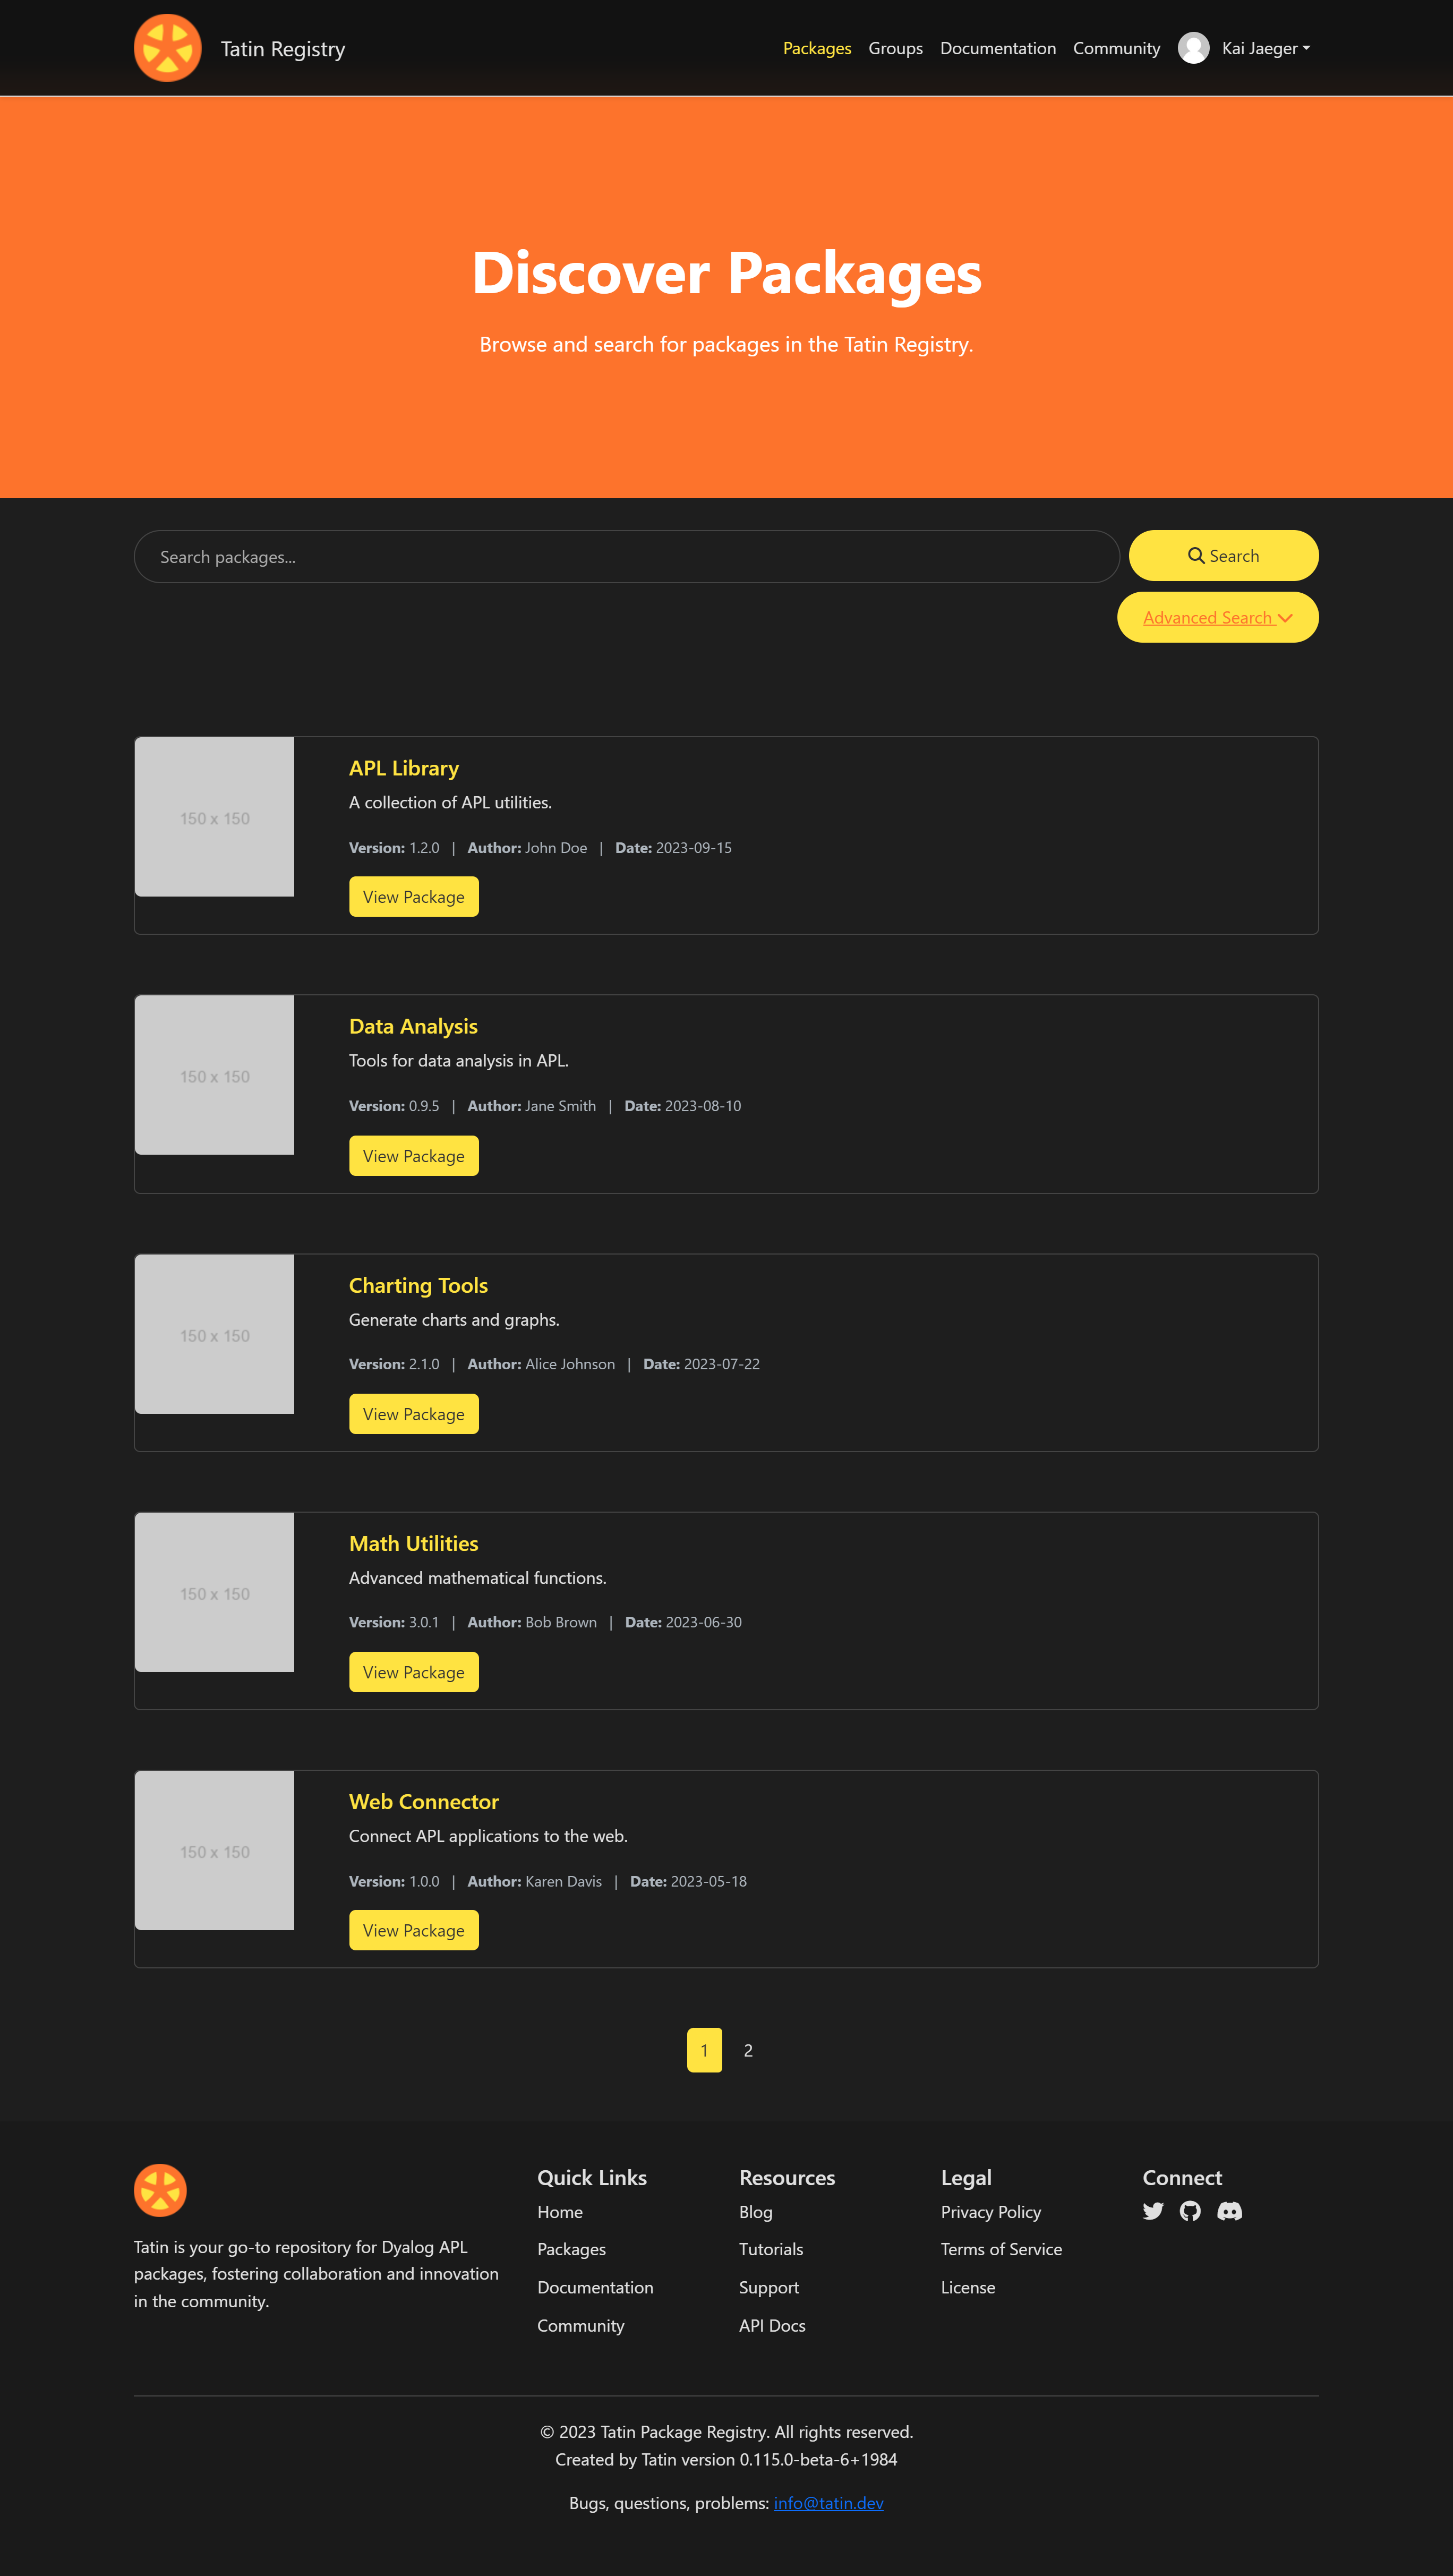 Tatin Registry
Packages Groups Documentation Community Kai Jaeger
Discover Packages
Browse and search for packages in the Tatin Registry.
Search packages...
Search
Advanced Search
150 x 150
APL Library
A collection of APL utilities.
Version: 1.2.0 | Author: John Doe | Date: 2023-09-15
View Package
150 x 150
Data Analysis
Tools for data analysis in APL.
Version: 0.9.5 | Author: Jane Smith | Date: 2023-08-10
View Package
150 x 150
Charting Tools
Generate charts and graphs.
Version: 2.1.0 | Author: Alice Johnson | Date: 2023-07-22
View Package
150 x 150
Math Utilities
Advanced mathematical functions.
Version: 3.0.1 | Author: Bob Brown | Date: 2023-06-30
View Package
150 x 150
Web Connector
Connect APL applications to the web.
Version: 1.0.0 | Author: Karen Davis | Date: 2023-05-18
View Package
1 2
Tatin is your go-to repository for Dyalog APL
packages, fostering collaboration and innovation
in the community.
Quick Links
Home
Packages
Documentation
Community
Resources
Blog
Tutorials
Support
API Docs
Legal
Privacy Policy
Terms of Service
License
Connect
© 2023 Tatin Package Registry. All rights reserved.
Created by Tatin version 0.115.0-beta-6+1984
Bugs, questions, problems: info@tatin.dev